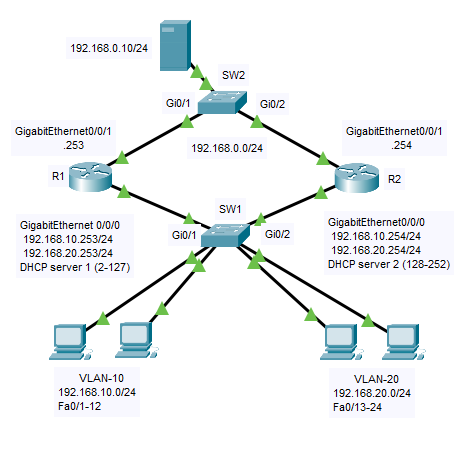 192.168.0.10/24
SW2
Gi0/1
Gi0/2
GigabitEthernet0/0/1
.253
GigabitEthernet0/0/1
.254
192.168.0.0/24
R1
R2
SW1
GigabitEthernet 0/0/0
192.168.10.253/24
192.168.20.253/24
DHCP server 1 (2-127)
Gi0/1
Gi0/2
GigabitEthernet0/0/0
192.168.10.254/24
192.168.20.254/24
DHCP server 2 (128-252)
VLAN-10
192.168.10.0/24
Fa0/1-12
VLAN-20
192.168.20.0/24
Fa0/13-24